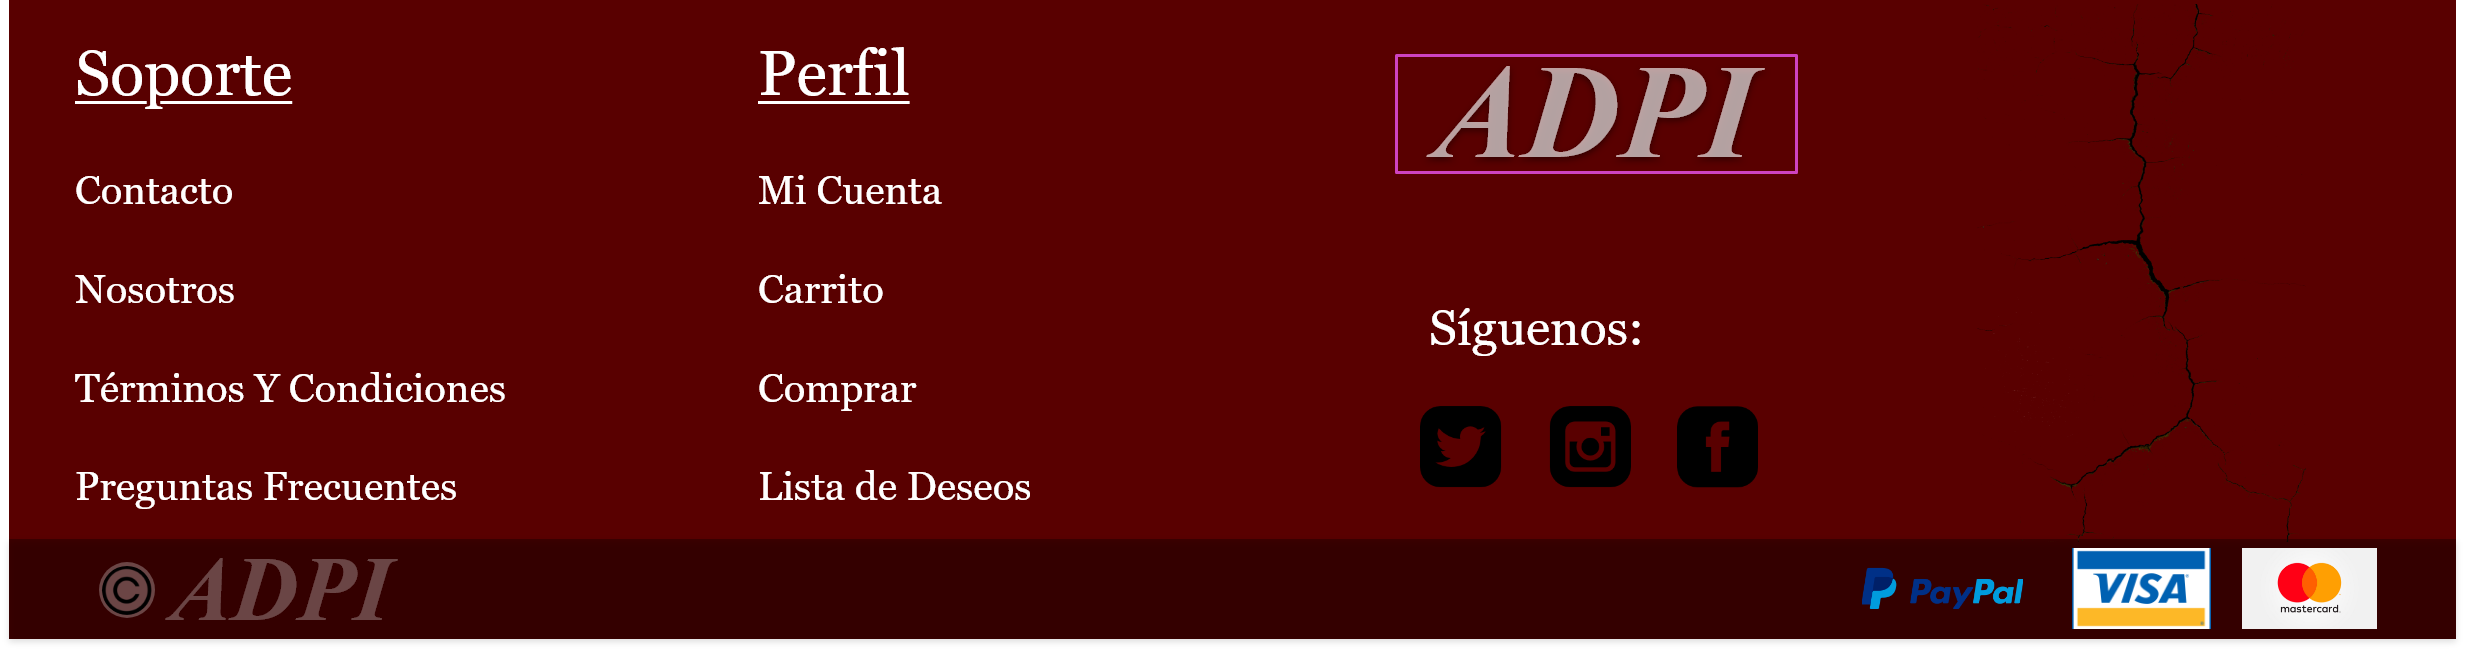 Soporte
Contacto
Nosotros
Términos Y Condiciones
Preguntas Frecuentes
Perfil
Mi Cuenta
Carrito
Comprar
Lista de Deseos
ADPI
Síguenos:
© ADPI
PayPal
VISA
mastercard